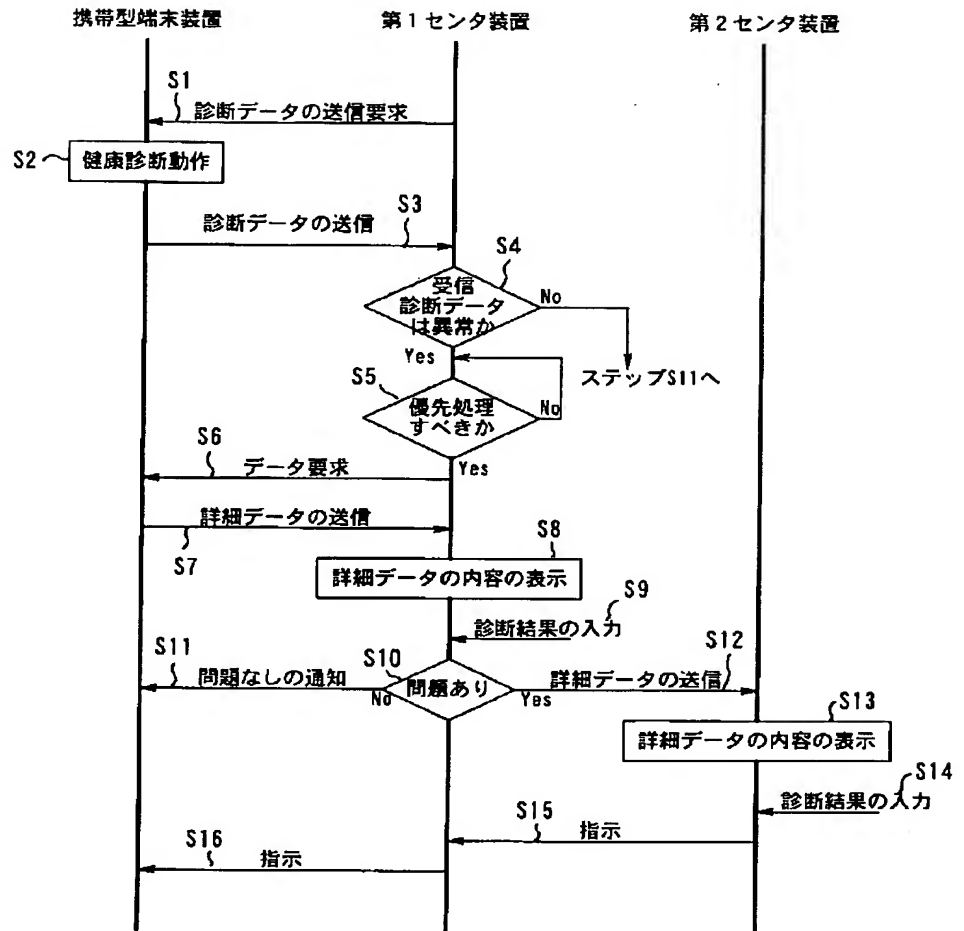 携帯型端末装置
第1センタ装置
第2センタ装置
S1
診断データの送信要求
S2
健康診断動作
診断データの送信
S3
S4
受信
診断データ
は異常か
No
Yes
ステップS11へ
S5
優先処理
すべきか
No
Yes
S6
データ要求
詳細データの送信
S7
S8
詳細データの内容の表示
S9
診断結果の入力
S10
問題あり
No
Yes
S11
問題なしの通知
S12
詳細データの送信
S13
詳細データの内容の表示
S14
診断結果の入力
S15
指示
S16
指示